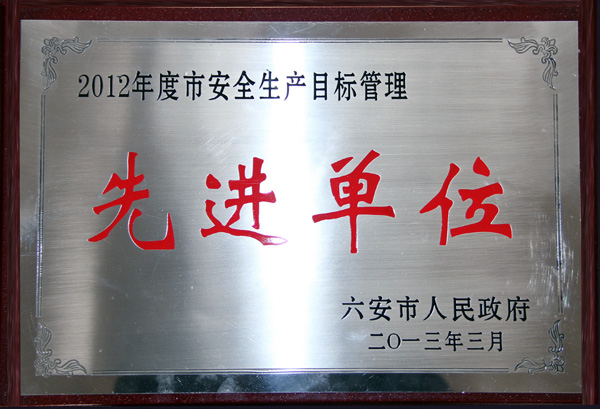 2012年度市安全生产目标管理
先进单位
六安市人民政府
二〇一三年三月